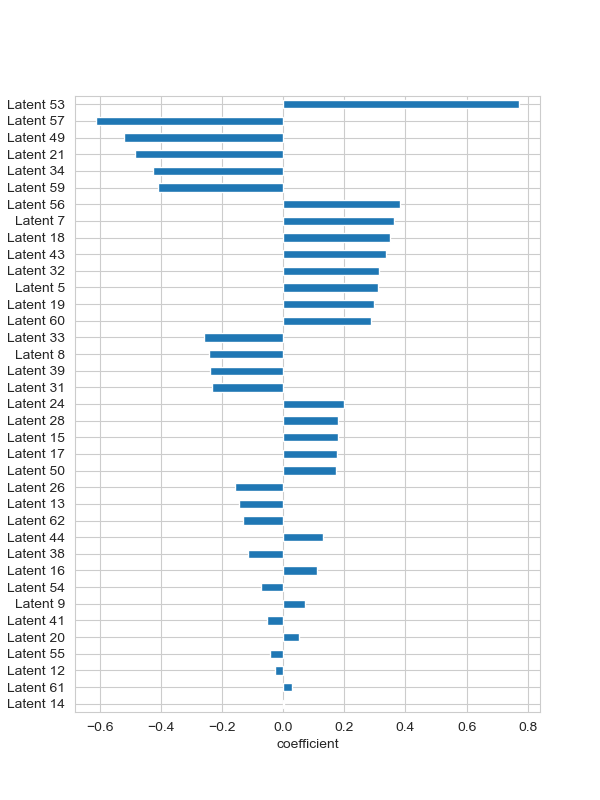 Latent 53
Latent 57
Latent 49
Latent 21
Latent 34
Latent 59
Latent 56
Latent 7
Latent 18
Latent 43
Latent 32
Latent 5
Latent 19
Latent 60
Latent 33
Latent 8
Latent 39
Latent 31
Latent 24
Latent 28
Latent 15
Latent 17
Latent 50
Latent 26
Latent 13
Latent 62
Latent 44
Latent 38
Latent 16
Latent 54
Latent 9
Latent 41
Latent 20
Latent 55
Latent 12
Latent 61
Latent 14
−0.6 −0.4 −0.2 0.0 0.2 0.4 0.6 0.8
coefficient